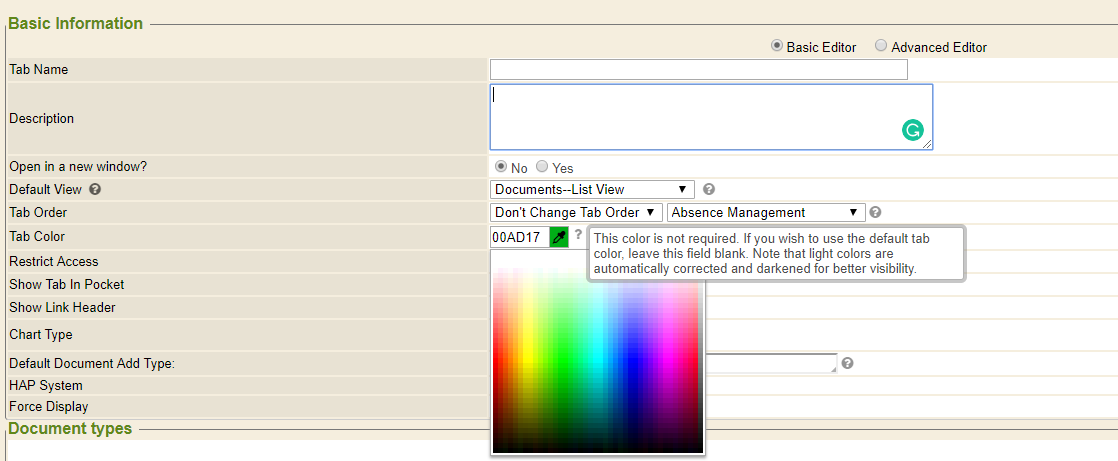 Basic Information
Basic Editor Advanced Editor
Tab Name
Description
Open in a new window? No Yes
Default View ? Documents--List View ?
Tab Order Don't Change Tab Order Absence Management ?
Tab Color 00AD17 ?
This color is not required. If you wish to use the default tab
color, leave this field blank. Note that light colors are
automatically corrected and darkened for better visibility.
Restrict Access
Show Tab In Pocket
Show Link Header
Chart Type
Default Document Add Type: ?
HAP System
Force Display
Document types